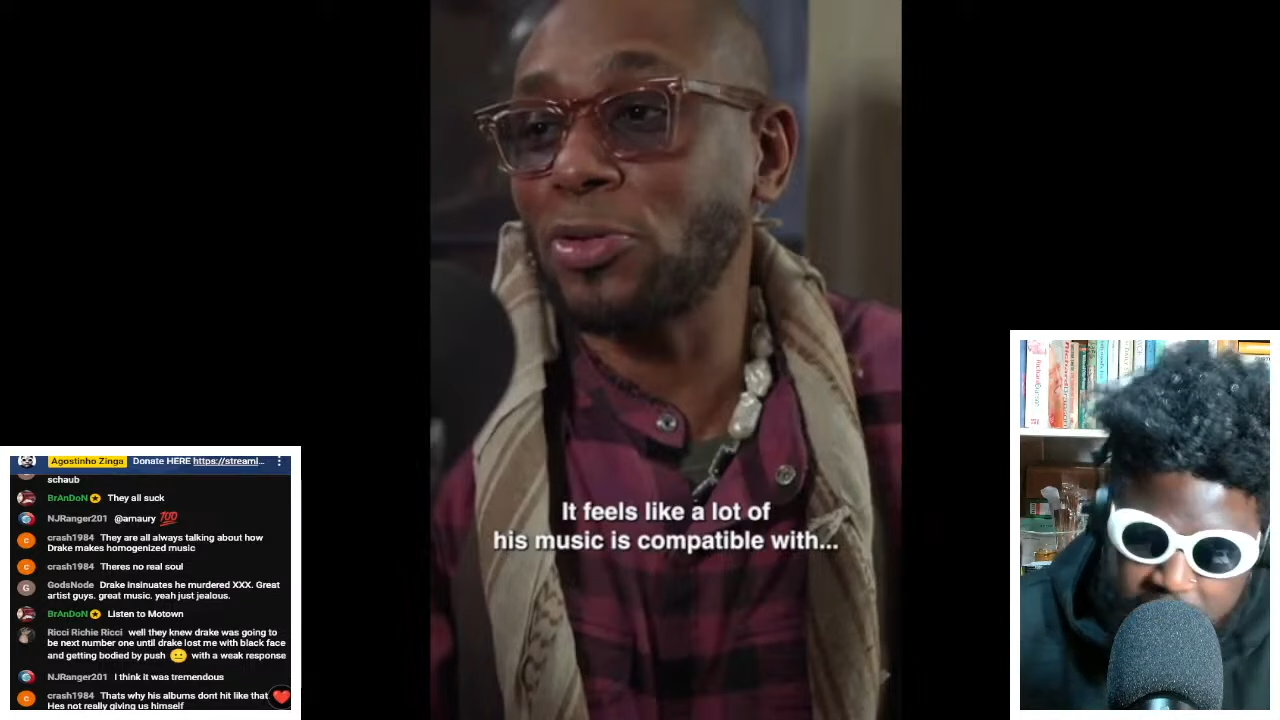 It feels like a lot of
his music is compatible with...
Agostinho Zinga Donate HERE https://streaml...
schaub
BrAnDoN They all suck
NJRanger201 @amaury 💯
crash1984 They are all always talking about how
Drake makes homogenized music
crash1984 Theres no real soul
GodsNode Drake insinuates he murdered XXX. Great
artist guys. great music. yeah just jealous.
BrAnDoN Listen to Motown
Ricci Richie Ricci well they knew drake was going to
be next number one until drake lost me with black face
and getting bodied by push 😐 with a weak response
NJRanger201 I think it was tremendous
crash1984 Thats why his albums dont hit like that
Hes not really giving us himself